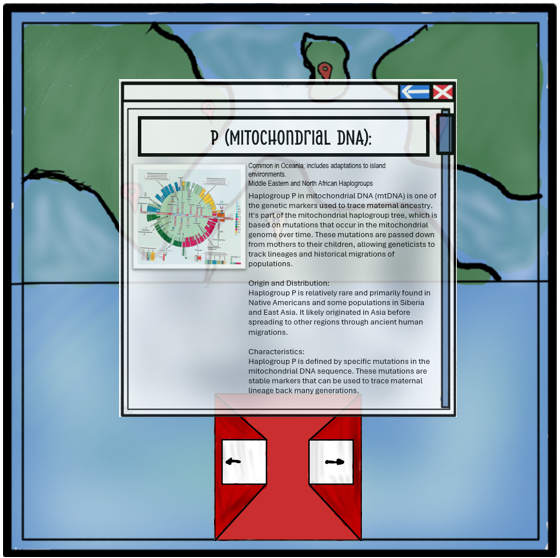 P (Mitochondrial DNA):
Common in Oceania; includes adaptations to island
environments.
Middle Eastern and North African Haplogroups
Haplogroup P in mitochondrial DNA (mtDNA) is one of
the genetic markers used to trace maternal ancestry.
It's part of the mitochondrial haplogroup tree, which is
based on mutations that occur in the mitochondrial
genome over time. These mutations are passed down
from mothers to their children, allowing geneticists to
track lineages and historical migrations of
populations.
Origin and Distribution:
Haplogroup P is relatively rare and primarily found in
Native Americans and some populations in Siberia
and East Asia. It likely originated in Asia before
spreading to other regions through ancient human
migrations.
Characteristics:
Haplogroup P is defined by specific mutations in the
mitochondrial DNA sequence. These mutations are
stable markers that can be used to trace maternal
lineage back many generations.